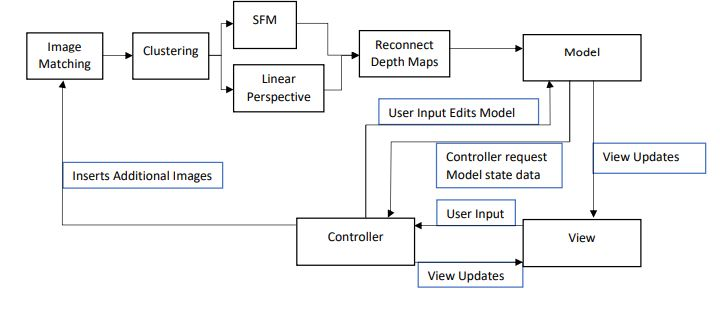 SFM
Image
Matching
Clustering
Linear
Perspective
Reconnect
Depth Maps
Model
User Input Edits Model
Controller request
Model state data
View Updates
Inserts Additional Images
User Input
Controller
View
View Updates